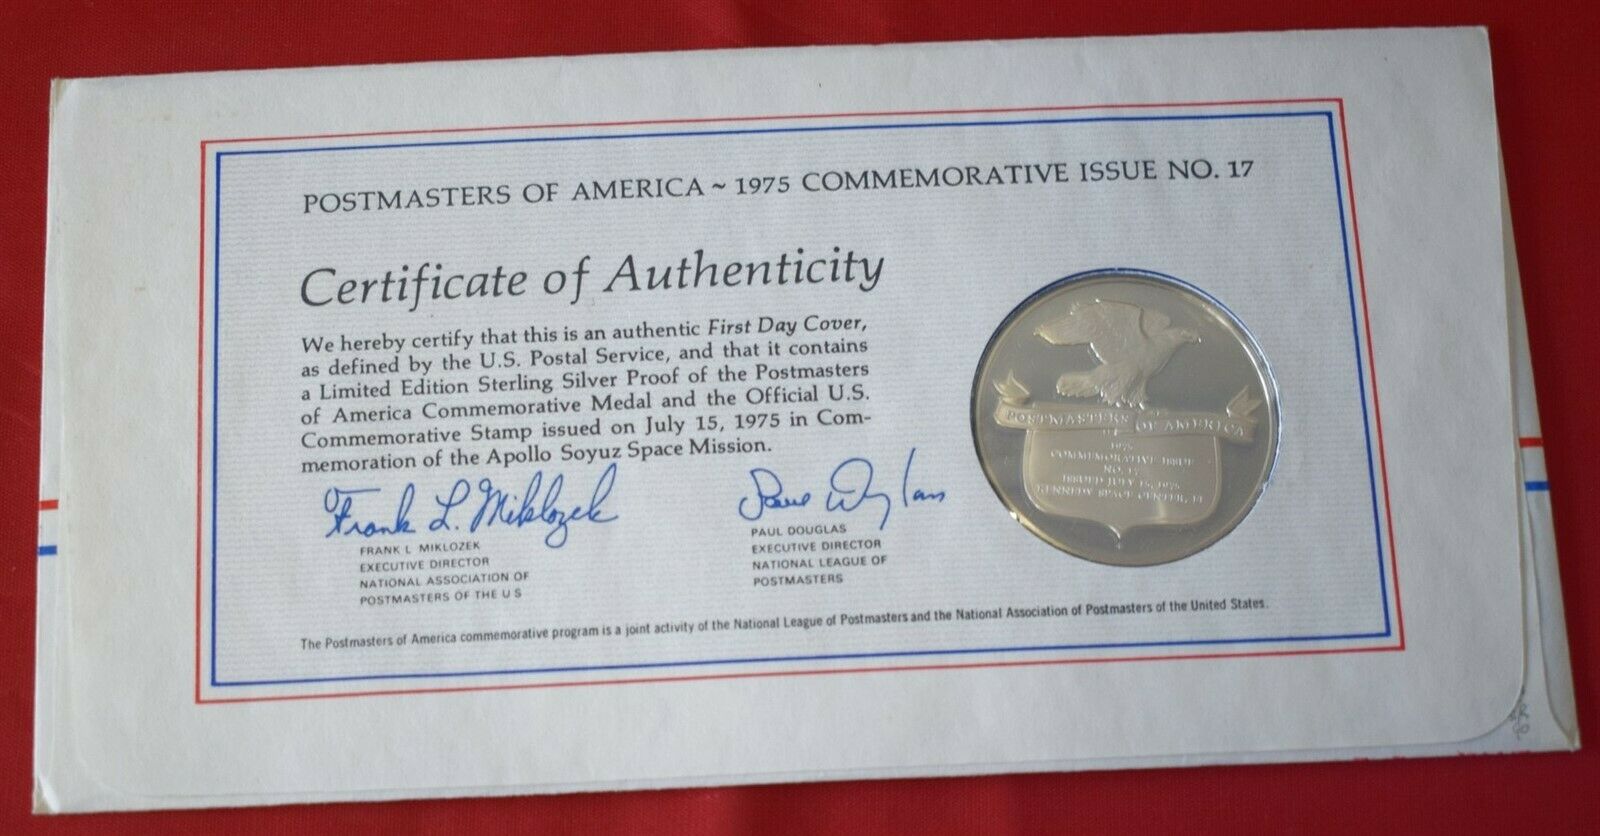 POSTMASTERS OF AMERICA ~ 1975 COMMEMORATIVE ISSUE NO. 17
Certificate of Authenticity
We hereby certify that this is an authentic First Day Cover,
as defined by the U.S. Postal Service, and that it contains
a Limited Edition Sterling Silver Proof of the Postmasters
of America Commemorative Medal and the Official U.S.
Commemorative Stamp issued on July 15, 1975 in Com-
memoration of the Apollo Soyuz Space Mission.
Frank L. Miklozek
FRANK L MIKLOZEK
EXECUTIVE DIRECTOR
NATIONAL ASSOCIATION OF
POSTMASTERS OF THE U S
Paul Douglas
PAUL DOUGLAS
EXECUTIVE DIRECTOR
NATIONAL LEAGUE OF
POSTMASTERS
POSTMASTERS OF AMERICA
1975
COMMEMORATIVE ISSUE
NO. 17
ISSUED JULY 15, 1975
KENNEDY SPACE CENTER, FL
The Postmasters of America commemorative program is a joint activity of the National League of Postmasters and the National Association of Postmasters of the United States.